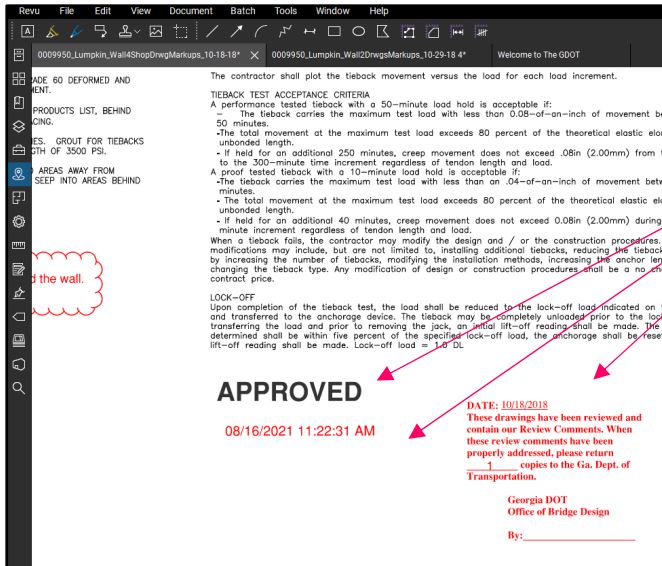 Revu File Edit View Document Batch Tools Window Help
0009950_Lumpkin_Wall4ShopDrwgMarkups_10-18-18* 0009950_Lumpkin_Wall2DrwgsMarkups_10-29-18 4* Welcome to The GDOT
ADE 60 DEFORMED AND
MENT.
PRODUCTS LIST, BEHIND
ACING.
IES. GROUT FOR TIEBACKS
GTH OF 3500 PSI.
AREAS AWAY FROM
SEEP INTO AREAS BEHIND
d the wall.
The contractor shall plot the tieback movement versus the load for each load increment.
TIEBACK TEST ACCEPTANCE CRITERIA
A performance tested tieback with a 50-minute load hold is acceptable if:
- The tieback carries the maximum test load with less than 0.08-of-an-inch of movement be
50 minutes.
-The total movement at the maximum test load exceeds 80 percent of the theoretical elastic elo
unbonded length.
- If held for an additional 250 minutes, creep movement does not exceed .08in (2.00mm) from
to the 300-minute time increment regardless of tendon length and load.
A proof tested tieback with a 10-minute load hold is acceptable if:
-The tieback carries the maximum test load with less than an .04-of-an-inch of movement betw
minutes.
- The total movement at the maximum test load exceeds 80 percent of the theoretical elastic elo
unbonded length.
- If held for an additional 40 minutes, creep movement does not exceed 0.08in (2.00mm) during
minute increment regardless of tendon length and load.
When a tieback fails, the contractor may modify the design and / or the construction procedures.
modifications may include, but are not limited to, installing additional tiebacks, reducing the tieback
by increasing the number of tiebacks, modifying the installation methods, increasing the anchor len
changing the tieback type. Any modification of design or construction procedures shall be a no ch
contract price.
LOCK-OFF
Upon completion of the tieback test, the load shall be reduced to the lock-off load indicated on
and transferred to the anchorage device. The tieback may be completely unloaded prior to the lock
transferring the load and prior to removing the jack, an initial lift-off reading shall be made. The
determined shall be within five percent of the specified lock-off load, the anchorage shall be reset
lift-off reading shall be made. Lock-off load = 1.0 DL
APPROVED
08/16/2021 11:22:31 AM
DATE: 10/18/2018
These drawings have been reviewed and
contain our Review Comments. When
these review comments have been
properly addressed, please return
1 copies to the Ga. Dept. of
Transportation.
Georgia DOT
Office of Bridge Design
By: